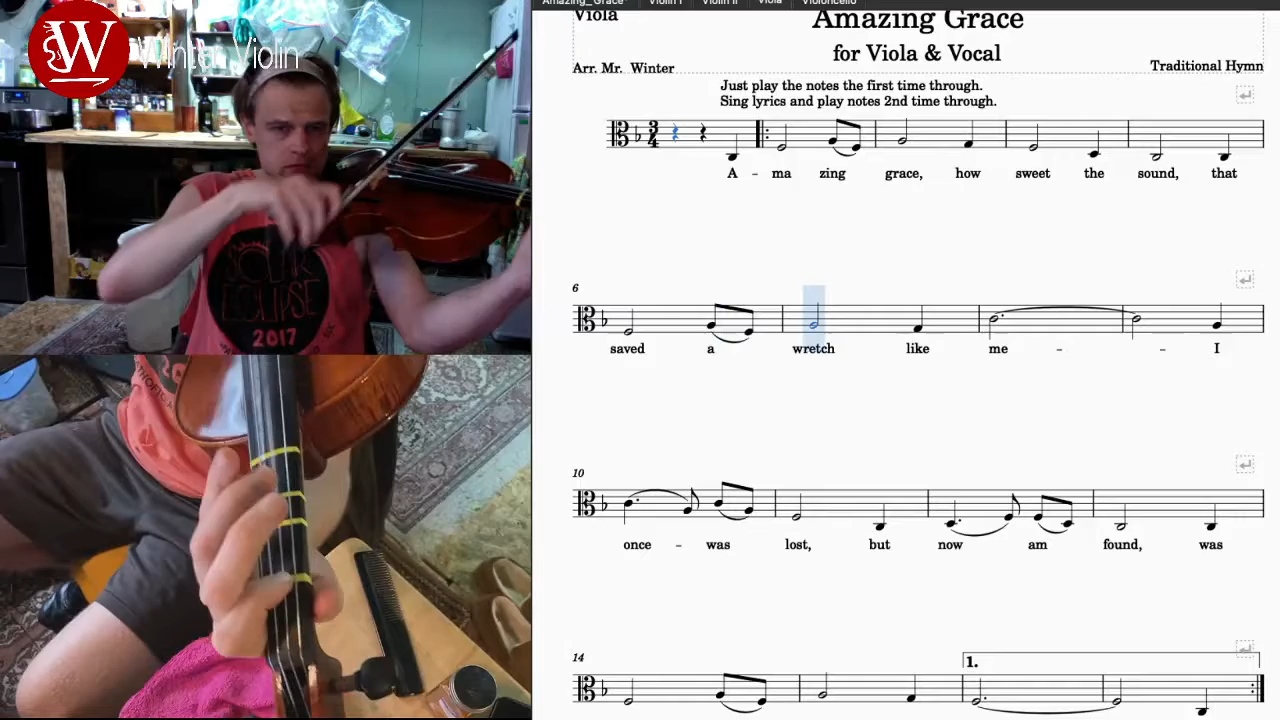 Amazing_Grace Violin I Violin II Viola Violoncello
W Winter Violin
Viola
Amazing Grace
for Viola & Vocal
Arr. Mr. Winter
Traditional Hymn
Just play the notes the first time through.
Sing lyrics and play notes 2nd time through.
3
4
A - ma zing grace, how sweet the sound, that
6
saved a wretch like me - - I
10
once - was lost, but now am found, was
14
1.
SOLAR
ECLIPSE
2017